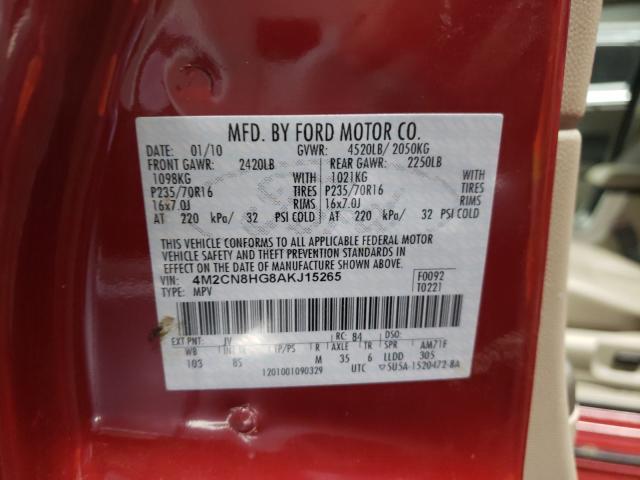 MFD. BY FORD MOTOR CO.
DATE: 01/10 GVWR: 4520LB/ 2050KG
FRONT GAWR: 2420LB REAR GAWR: 2250LB
1098KG 1021KG
P235/70R16 TIRES P235/70R16 TIRES
16x7.0J RIMS 16x7.0J RIMS
AT 220 kPa/ 32 PSI COLD AT 220 kPa/ 32 PSI COLD
THIS VEHICLE CONFORMS TO ALL APPLICABLE FEDERAL MOTOR
VEHICLE SAFETY AND THEFT PREVENTION STANDARDS IN
EFFECT ON THE DATE OF MANUFACTURE SHOWN ABOVE.
VIN: 4M2CN8HG8AKJ15265 F0092
TYPE: MPV T0221
EXT PNT: JV RC: 84 DSO:
WB TP/PS R AXLE TR SPR AM71F
103 85 M 35 6 LLDD 305
1201001090329 UTC 5U5A-1520472-BA